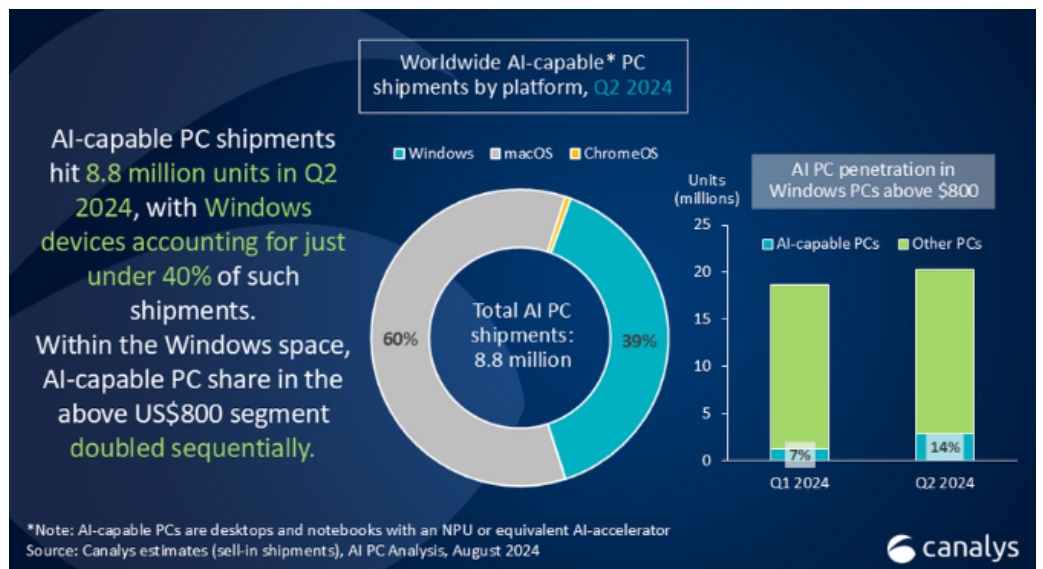 Worldwide AI-capable* PC
shipments by platform, Q2 2024
AI-capable PC shipments
hit 8.8 million units in Q2
2024, with Windows
devices accounting for just
under 40% of such
shipments.
Within the Windows space,
AI-capable PC share in the
above US$800 segment
doubled sequentially.
Windows macOS ChromeOS
60%
Total AI PC
shipments:
8.8 million
39%
AI PC penetration in
Windows PCs above $800
Units
(millions)
AI-capable PCs Other PCs
25
20
15
10
5
0
7%
14%
Q1 2024 Q2 2024
*Note: AI-capable PCs are desktops and notebooks with an NPU or equivalent AI-accelerator
Source: Canalys estimates (sell-in shipments), AI PC Analysis, August 2024
canalys